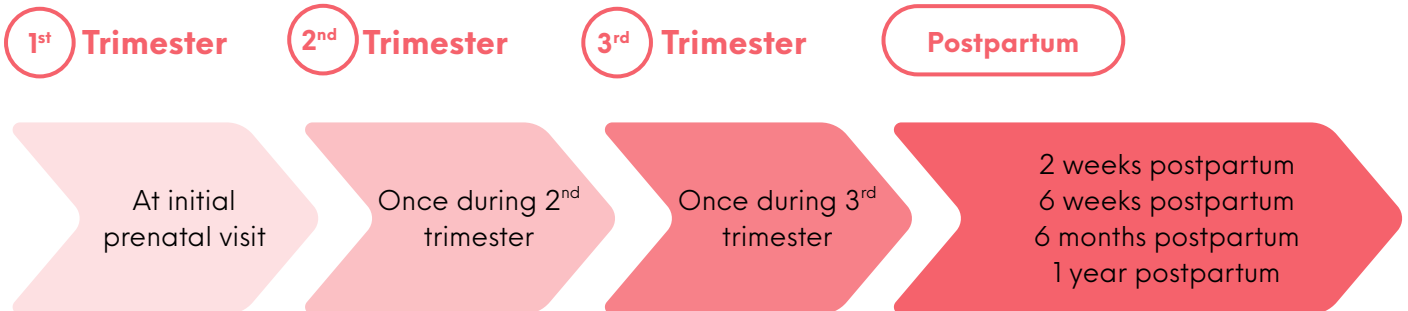 1st Trimester
2nd Trimester
3rd Trimester
Postpartum
At initial
prenatal visit
Once during 2nd
trimester
Once during 3rd
trimester
2 weeks postpartum
6 weeks postpartum
6 months postpartum
1 year postpartum